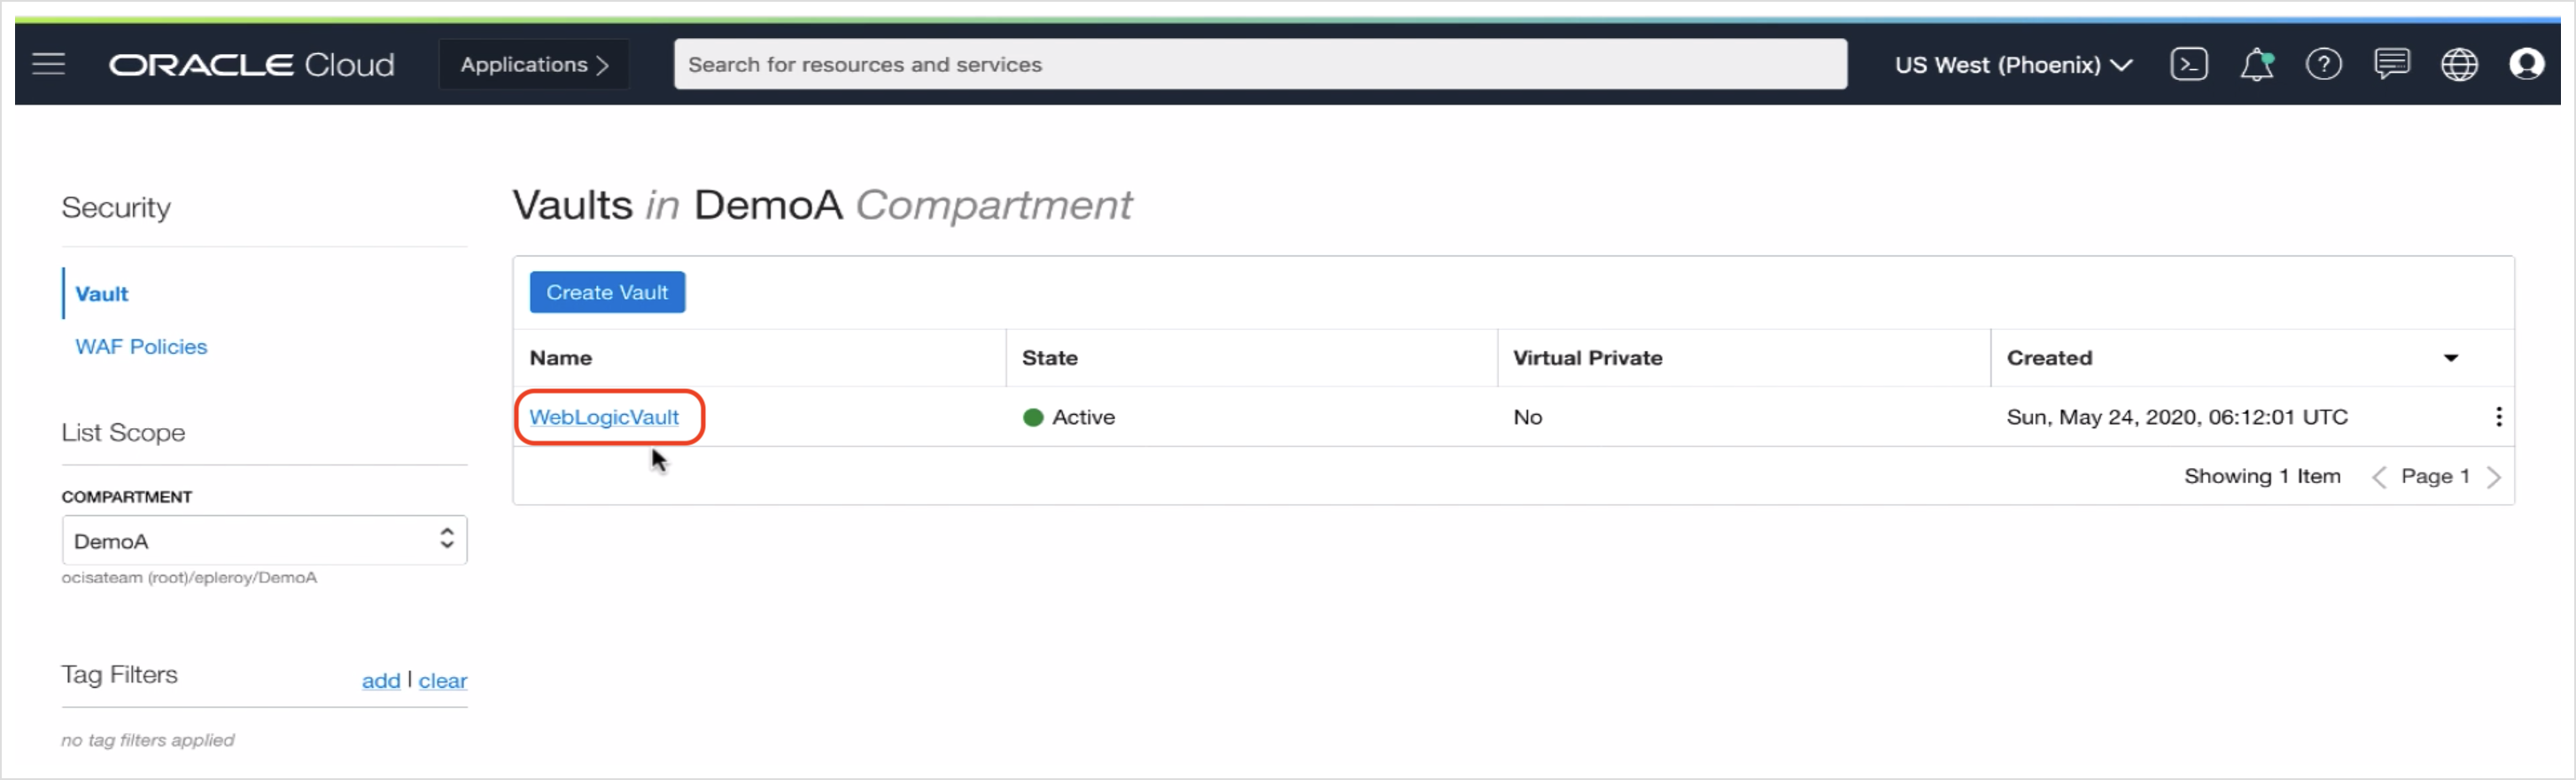 ORACLE Cloud Applications > Search for resources and services US West (Phoenix)
Security
Vault
WAF Policies
List Scope
COMPARTMENT
DemoA
ocisateam (root)/epleroy/DemoA
Tag Filters add | clear
no tag filters applied
Vaults in DemoA Compartment
Create Vault
Name State Virtual Private Created
WebLogicVault Active No Sun, May 24, 2020, 06:12:01 UTC
Showing 1 Item < Page 1 >